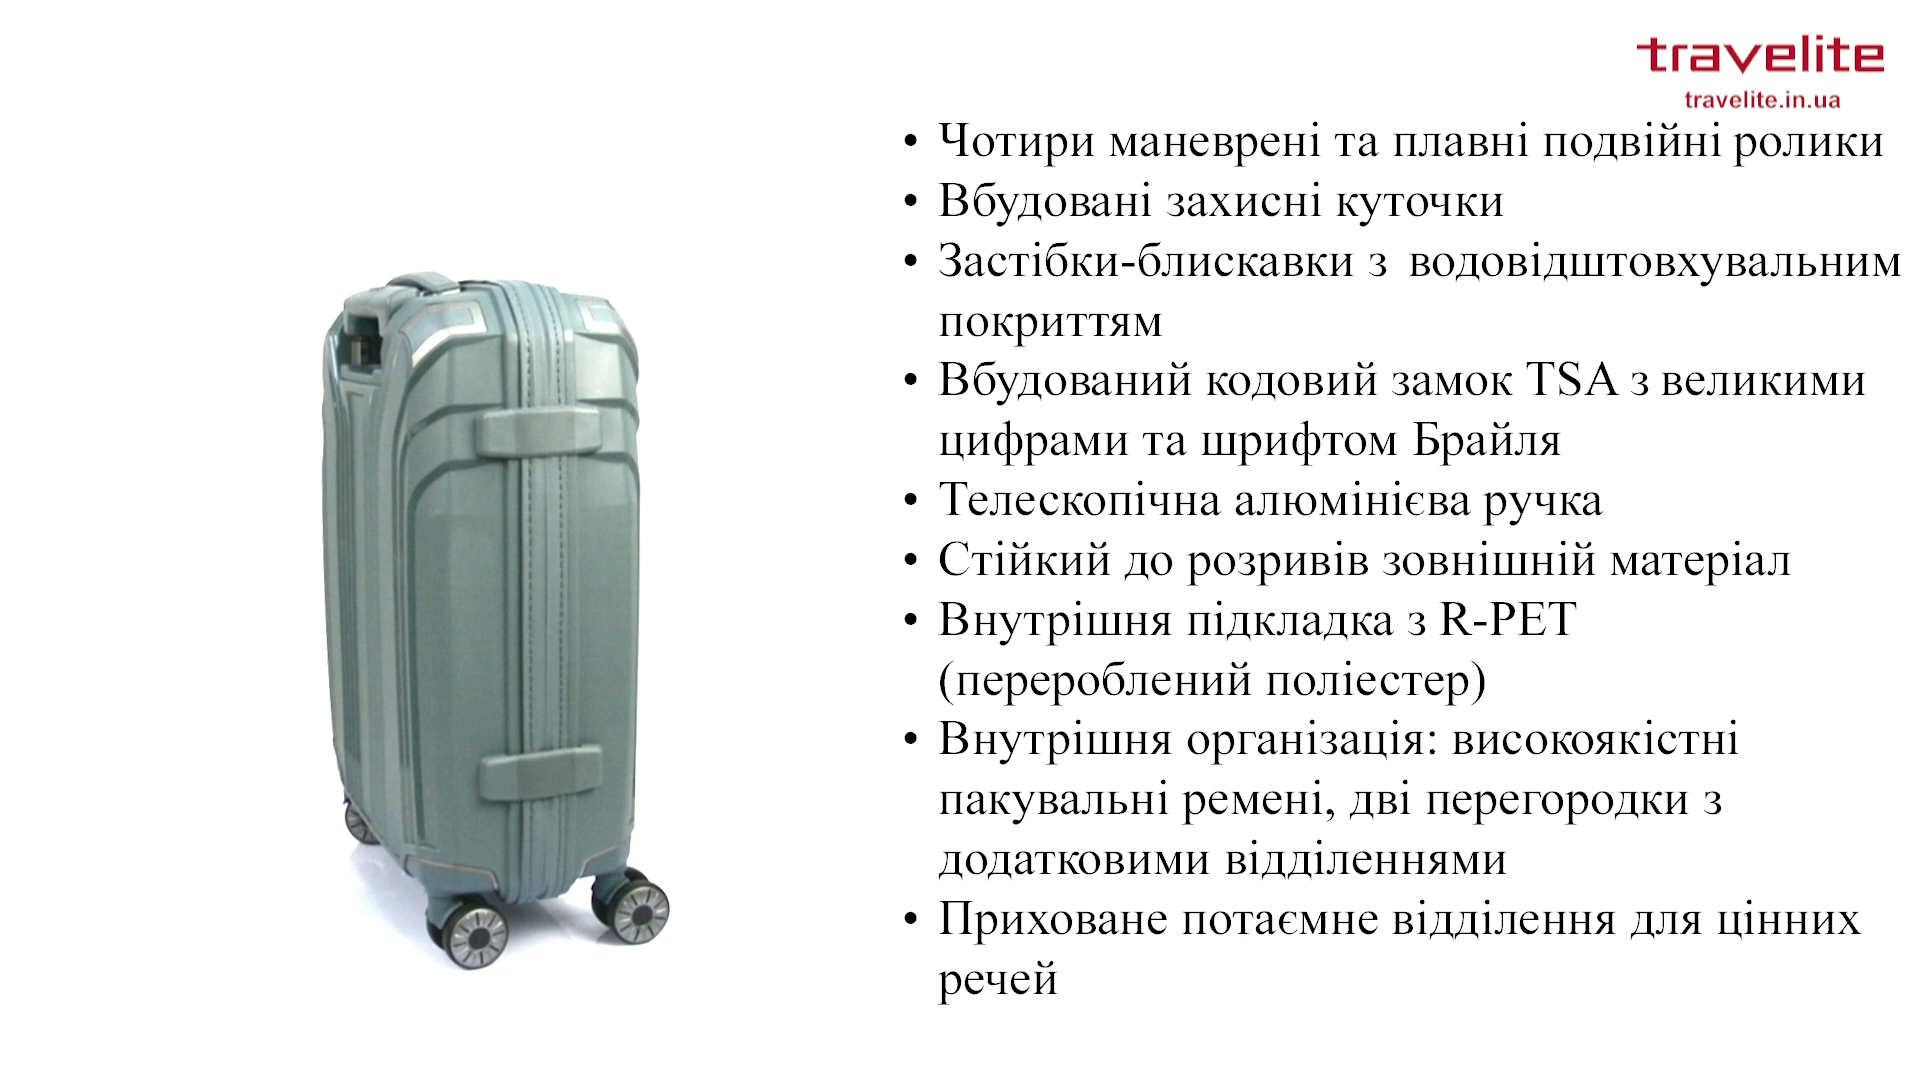 travelite
travelite.in.ua
• Чотири маневрені та плавні подвійні ролики
• Вбудовані захисні куточки
• Застібки-блискавки з водовідштовхувальним
покриттям
• Вбудований кодовий замок TSA з великими
цифрами та шрифтом Брайля
• Телескопічна алюмінієва ручка
• Стійкий до розривів зовнішній матеріал
• Внутрішня підкладка з R-PET
(перероблений поліестер)
• Внутрішня організація: високоякістні
пакувальні ремені, дві перегородки з
додатковими відділеннями
• Приховане потаємне відділення для цінних
речей